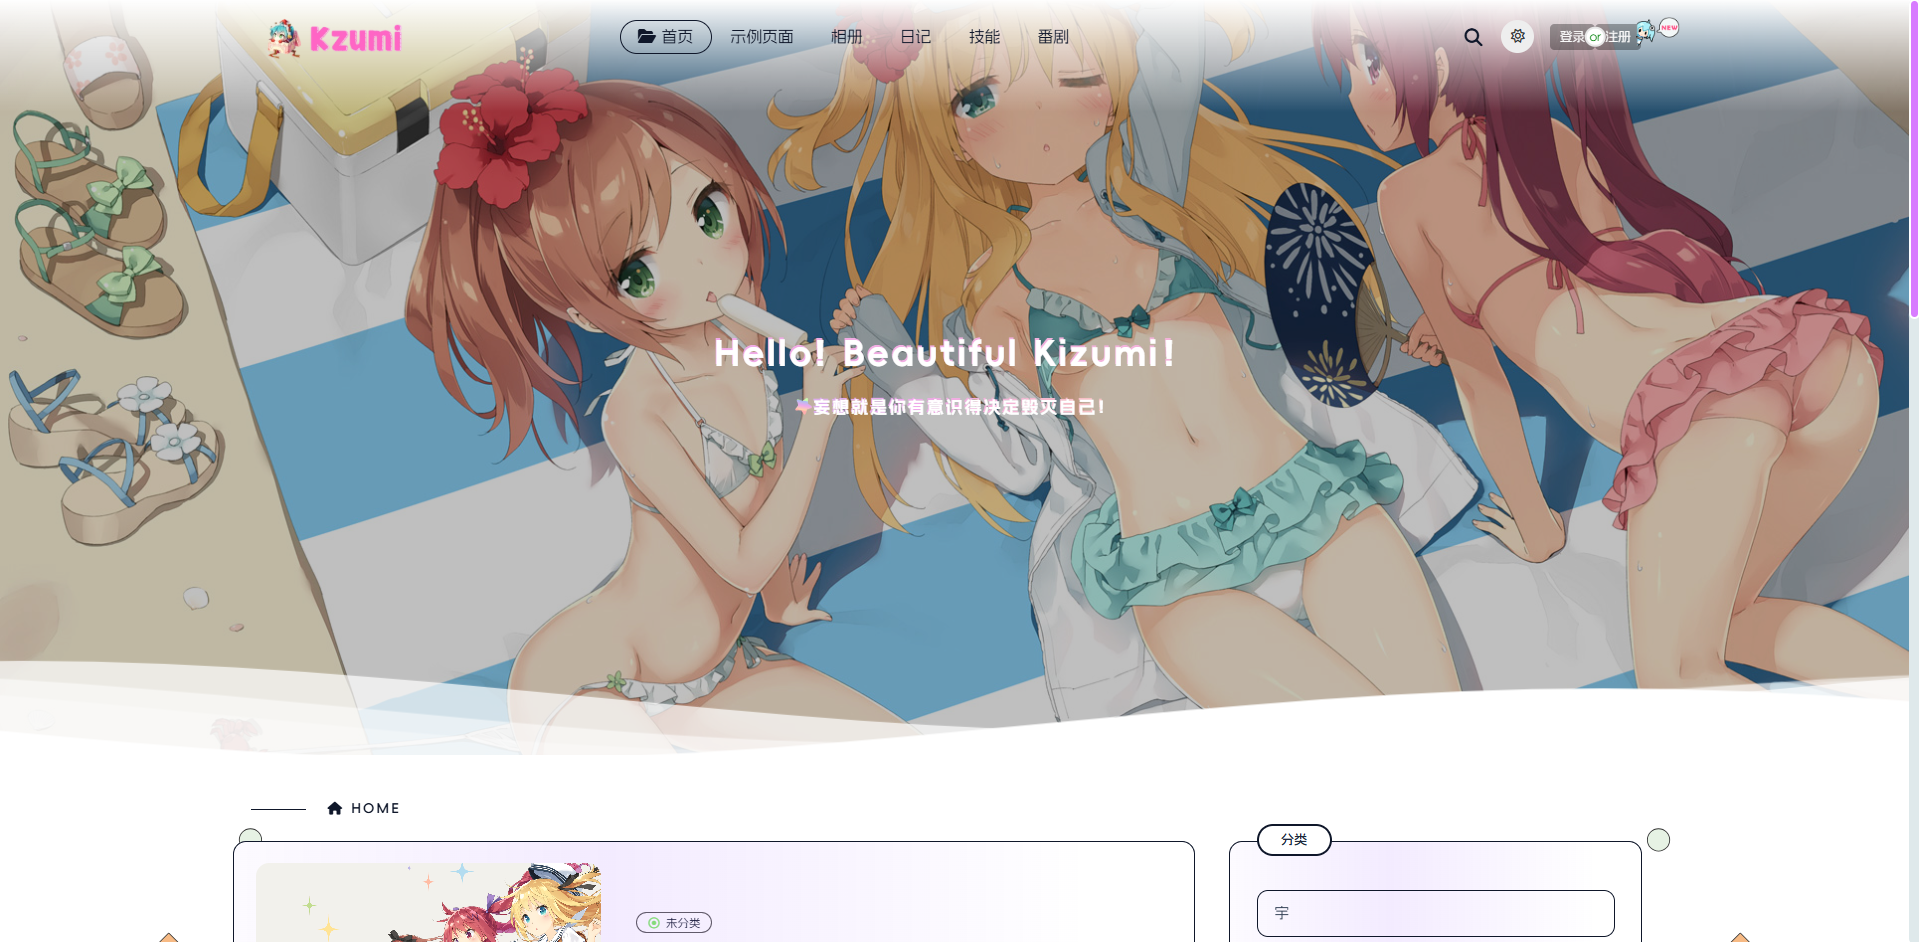 Kzumi
首页 示例页面 相册 日记 技能 番剧
登录 or 注册
NEW
Hello! Beautiful Kizumi!
妄想就是你有意识得决定毁灭自己!
HOME
分类
未分类
字